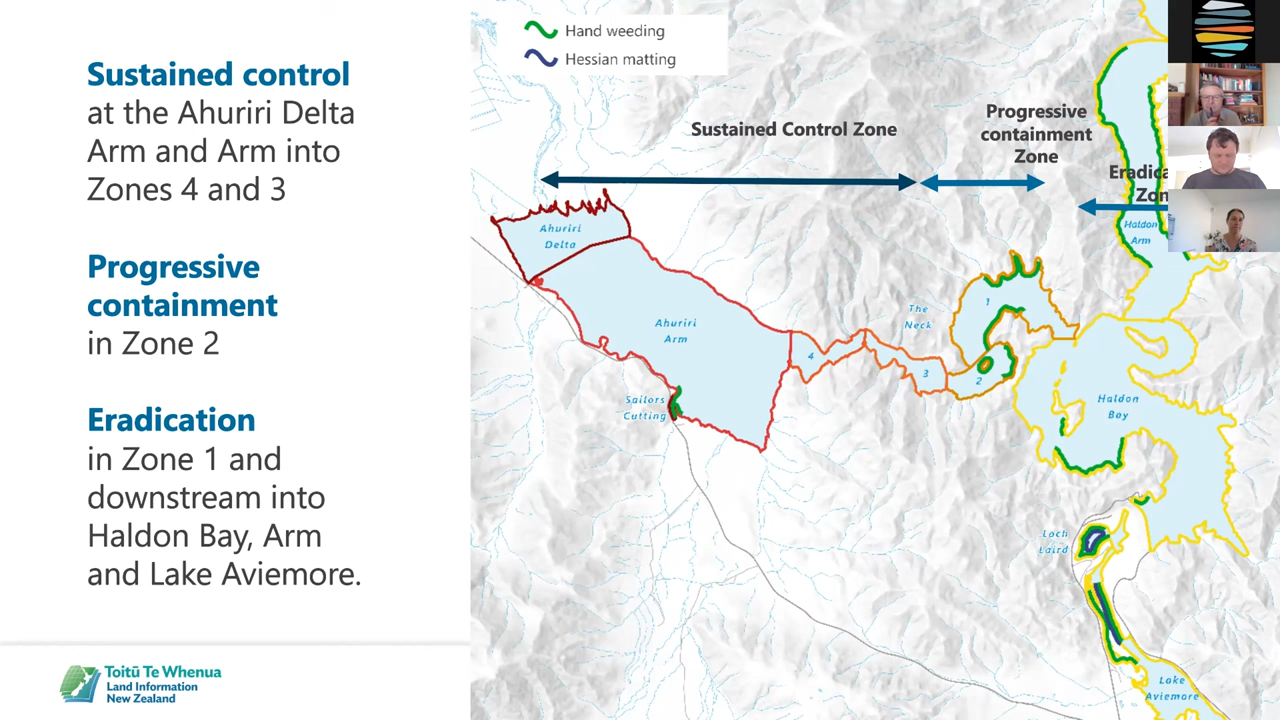 Sustained control
at the Ahuriri Delta
Arm and Arm into
Zones 4 and 3
Progressive
containment
in Zone 2
Eradication
in Zone 1 and
downstream into
Haldon Bay, Arm
and Lake Aviemore.
Toitū Te Whenua
Land Information
New Zealand
Hand weeding
Hessian matting
Sustained Control Zone
Progressive
containment
Zone
Ahuriri
Delta
Ahuriri
Arm
Sailors
Cutting
The
Neck
4
3
2
1
Haldon
Arm
Haldon
Bay
Loch
Laird
Lake
Aviemore